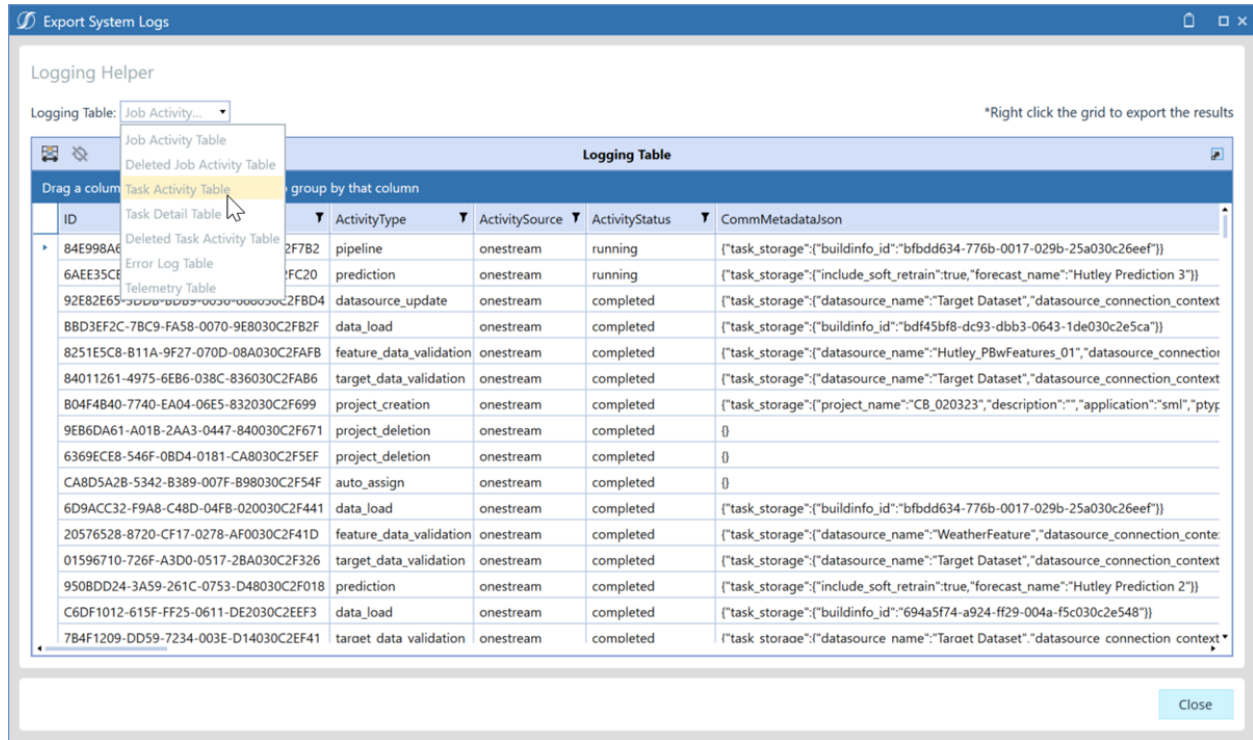 Export System Logs
Logging Helper
Logging Table: Job Activity...
*Right click the grid to export the results
Job Activity Table
Deleted Job Activity Table
Task Activity Table
Task Detail Table
Deleted Task Activity Table
Error Log Table
Telemetry Table
Logging Table
Drag a colum group by that column
ID ActivityType ActivitySource ActivityStatus CommMetadataJson
84E998A6 2F7B2 pipeline onestream running {"task_storage":{"buildinfo_id":"bfbdd634-776b-0017-029b-25a030c26eef"}}
6AEE35CE FC20 prediction onestream running {"task_storage":{"include_soft_retrain":true,"forecast_name":"Hutley Prediction 3"}}
C2FBD4 datasource_update onestream completed {"task_storage":{"datasource_name":"Target Dataset","datasource_connection_context
BBD3EF2C-7BC9-FA58-0070-9E8030C2FB2F data_load onestream completed {"task_storage":{"buildinfo_id":"bdf45bf8-dc93-dbb3-0643-1de030c2e5ca"}}
8251E5C8-B11A-9F27-070D-08A030C2FAFB feature_data_validation onestream completed {"task_storage":{"datasource_name":"Hutley_PBwFeatures_01","datasource_connection
84011261-4975-6EB6-038C-836030C2FAB6 target_data_validation onestream completed {"task_storage":{"datasource_name":"Target Dataset","datasource_connection_context
B04F4B40-7740-EA04-06E5-832030C2F699 project_creation onestream completed {"task_storage":{"project_name":"CB_020323","description":"","application":"sml","ptyp
9EB6DA61-A01B-2AA3-0447-840030C2F671 project_deletion onestream completed {}
6369ECE8-546F-0BD4-0181-CA8030C2F5EF project_deletion onestream completed {}
CA8D5A2B-5342-B389-007F-B98030C2F54F auto_assign onestream completed {}
6D9ACC32-F9A8-C48D-04FB-020030C2F441 data_load onestream completed {"task_storage":{"buildinfo_id":"bfbdd634-776b-0017-029b-25a030c26eef"}}
20576528-8720-CF17-0278-AF0030C2F41D feature_data_validation onestream completed {"task_storage":{"datasource_name":"WeatherFeature","datasource_connection_conte
01596710-726F-A3D0-0517-2BA030C2F326 target_data_validation onestream completed {"task_storage":{"datasource_name":"Target Dataset","datasource_connection_context
950BDD24-3A59-261C-0753-D48030C2F018 prediction onestream completed {"task_storage":{"include_soft_retrain":true,"forecast_name":"Hutley Prediction 2"}}
C6DF1012-615F-FF25-0611-DE2030C2EEF3 data_load onestream completed {"task_storage":{"buildinfo_id":"694a5f74-a924-ff29-004a-f5c030c2e548"}}
7B4F1209-DD59-7234-003E-D14030C2EF41 target_data_validation onestream completed {"task_storage":{"datasource_name":"Target Dataset","datasource_connection_context
Close